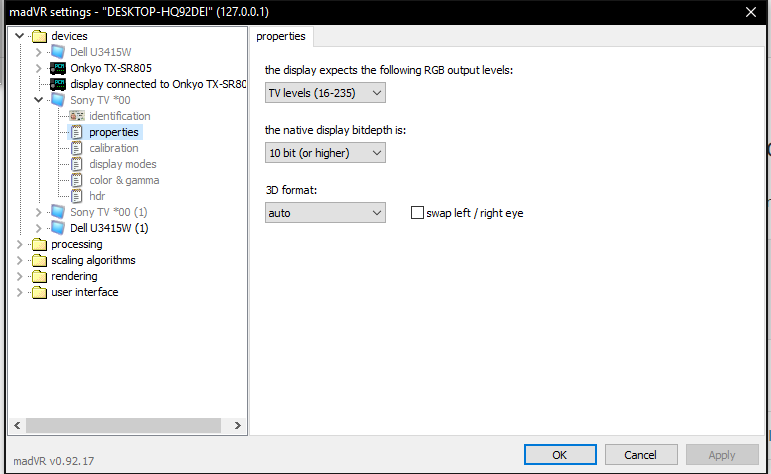 madVR settings - "DESKTOP-HQ92DEI" (127.0.0.1)
devices
Dell U3415W
Onkyo TX-SR805
display connected to Onkyo TX-SR80
Sony TV *00
identification
properties
calibration
display modes
color & gamma
hdr
Sony TV *00 (1)
Dell U3415W (1)
processing
scaling algorithms
rendering
user interface
properties
the display expects the following RGB output levels:
TV levels (16-235)
the native display bitdepth is:
10 bit (or higher)
3D format:
auto
swap left / right eye
madVR v0.92.17
OK
Cancel
Apply